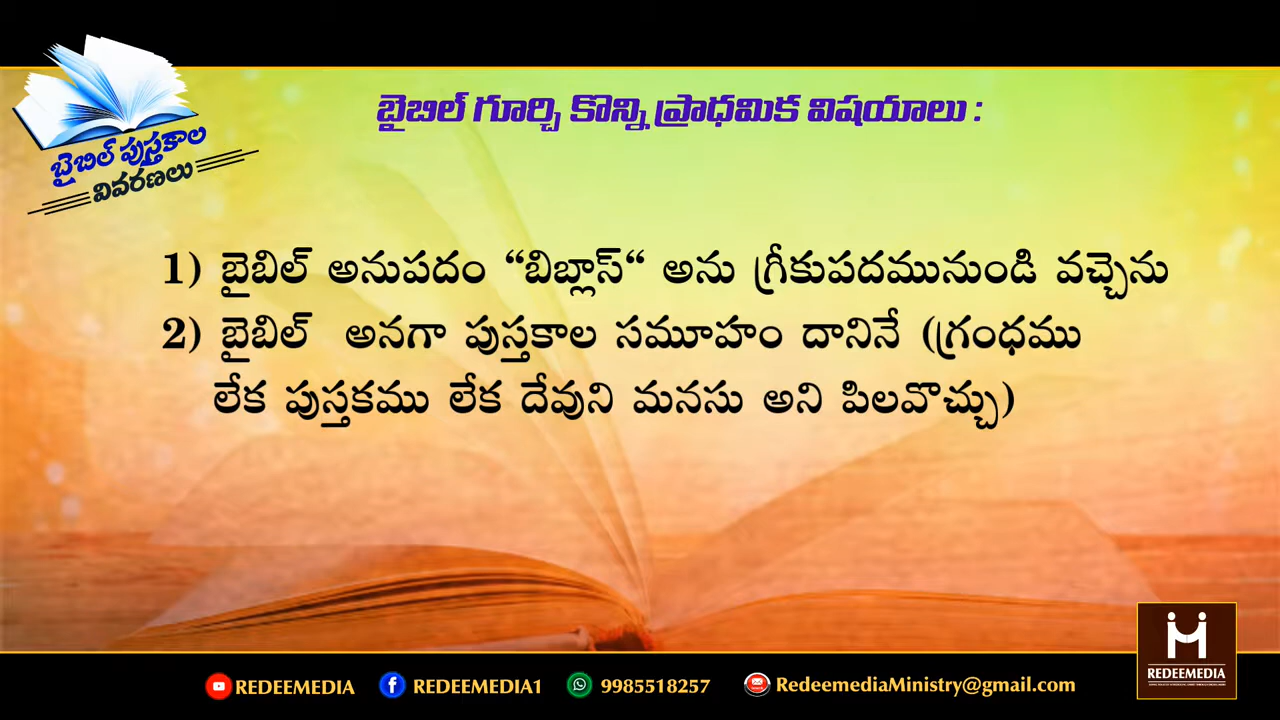 బైబిల్ పుస్తకాల
వివరణలు
బైబిల్ గూర్చి కొన్ని ప్రాధమిక విషయాలు :
1) బైబిల్ అనుపదం “బిబ్లాస్“ అను గ్రీకుపదమునుండి వచ్చెను
2) బైబిల్ అనగా పుస్తకాల సమూహం దానినే (గ్రంధము
లేక పుస్తకము లేక దేవుని మనసు అని పిలవొచ్చు)
REDEEMEDIA
REDEEMEDIA REDEEMEDIA1 9985518257 RedeemediaMinistry@gmail.com